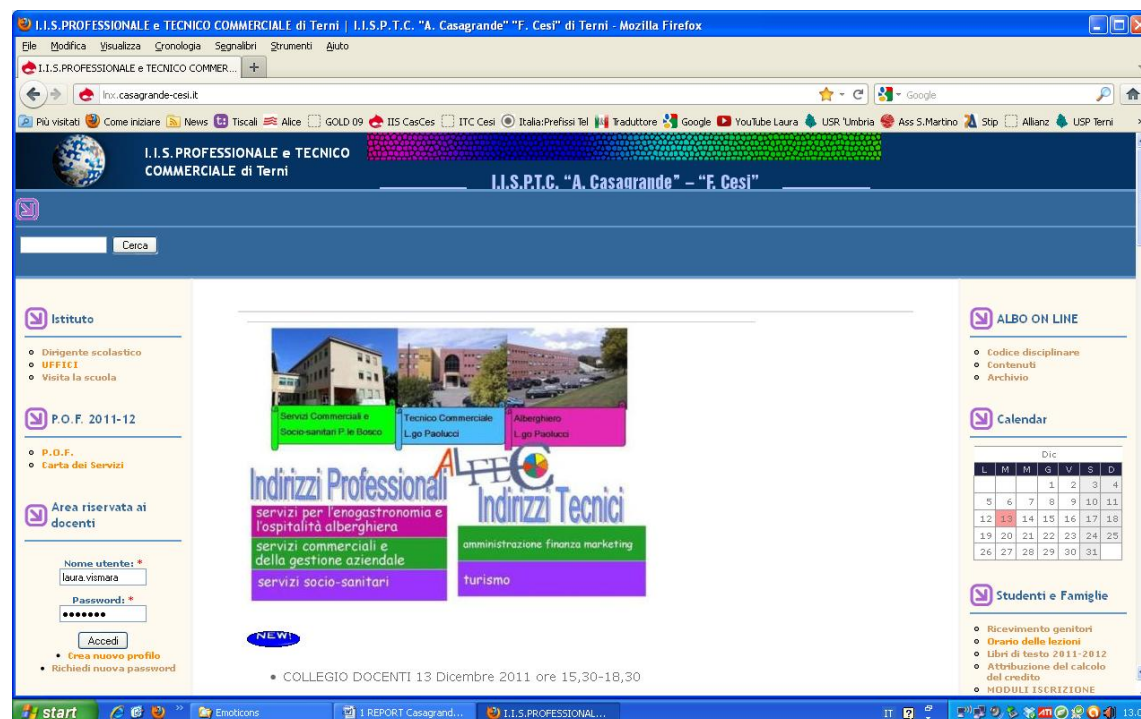 I.I.S.PROFESSIONALE e TECNICO COMMERCIALE di Terni | I.I.S.P.T.C. "A. Casagrande" "F. Cesi" di Terni - Mozilla Firefox
File Modifica Visualizza Cronologia Segnalibri Strumenti Aiuto
I.I.S.PROFESSIONALE e TECNICO COMMER... +
lnx.casagrande-cesi.it
Google
Più visitati Come iniziare News Tiscali Alice GOLD 09 IIS CasCes ITC Cesi Italia:Prefissi Tel Traduttore Google YouTube Laura USR 'Umbria Ass S.Martino Stip Allianz USP Terni
I.I.S.PROFESSIONALE e TECNICO
COMMERCIALE di Terni
I.I.S.P.T.C. “A. Casagrande” – “F. Cesi”
Cerca
Istituto
Dirigente scolastico
UFFICI
Visita la scuola
P.O.F. 2011-12
P.O.F.
Carta dei Servizi
Area riservata ai
docenti
Nome utente: *
laura.vismara
Password: *
•••••••
Accedi
Crea nuovo profilo
Richiedi nuova password
Servizi Commerciali e
Socio-sanitari P.le Bosco
Tecnico Commerciale
L.go Paolucci
Alberghiero
L.go Paolucci
Indirizzi Professionali
servizi per l'enogastronomia e
l'ospitalità alberghiera
servizi commerciali e
della gestione aziendale
servizi socio-sanitari
Indirizzi Tecnici
amministrazione finanza marketing
turismo
NEW!
• COLLEGIO DOCENTI 13 Dicembre 2011 ore 15,30-18,30
ALBO ON LINE
Codice disciplinare
Contenuti
Archivio
Calendar
Dic
L M M G V S D
1 2 3 4
5 6 7 8 9 10 11
12 13 14 15 16 17 18
19 20 21 22 23 24 25
26 27 28 29 30 31
Studenti e Famiglie
Ricevimento genitori
Orario delle lezioni
Libri di testo 2011-2012
Attribuzione del calcolo
del credito
MODULI ISCRIZIONE
start Emoticons 1 REPORT Casagrand... I.I.S.PROFESSIONAL... IT